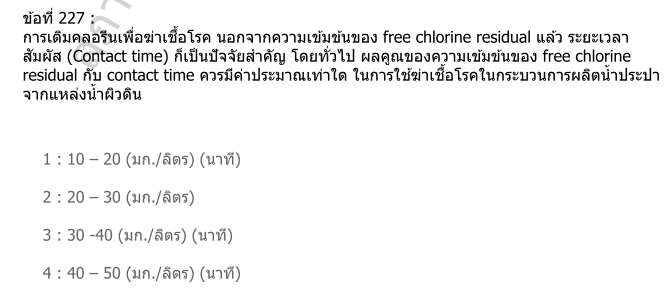 ข้อที่ 227 :
การเติมคลอรีนเพื่อฆ่าเชื้อโรค นอกจากความเข้มข้นของ free chlorine residual แล้ว ระยะเวลา
สัมผัส (Contact time) ก็เป็นปัจจัยสำคัญ โดยทั่วไป ผลคูณของความเข้มข้นของ free chlorine
residual กับ contact time ควรมีค่าประมาณเท่าใด ในการใช้ฆ่าเชื้อโรคในกระบวนการผลิตน้ำประปา
จากแหล่งน้ำผิวดิน
1 : 10 – 20 (มก./ลิตร) (นาที)
2 : 20 – 30 (มก./ลิตร)
3 : 30 -40 (มก./ลิตร) (นาที)
4 : 40 – 50 (มก./ลิตร) (นาที)